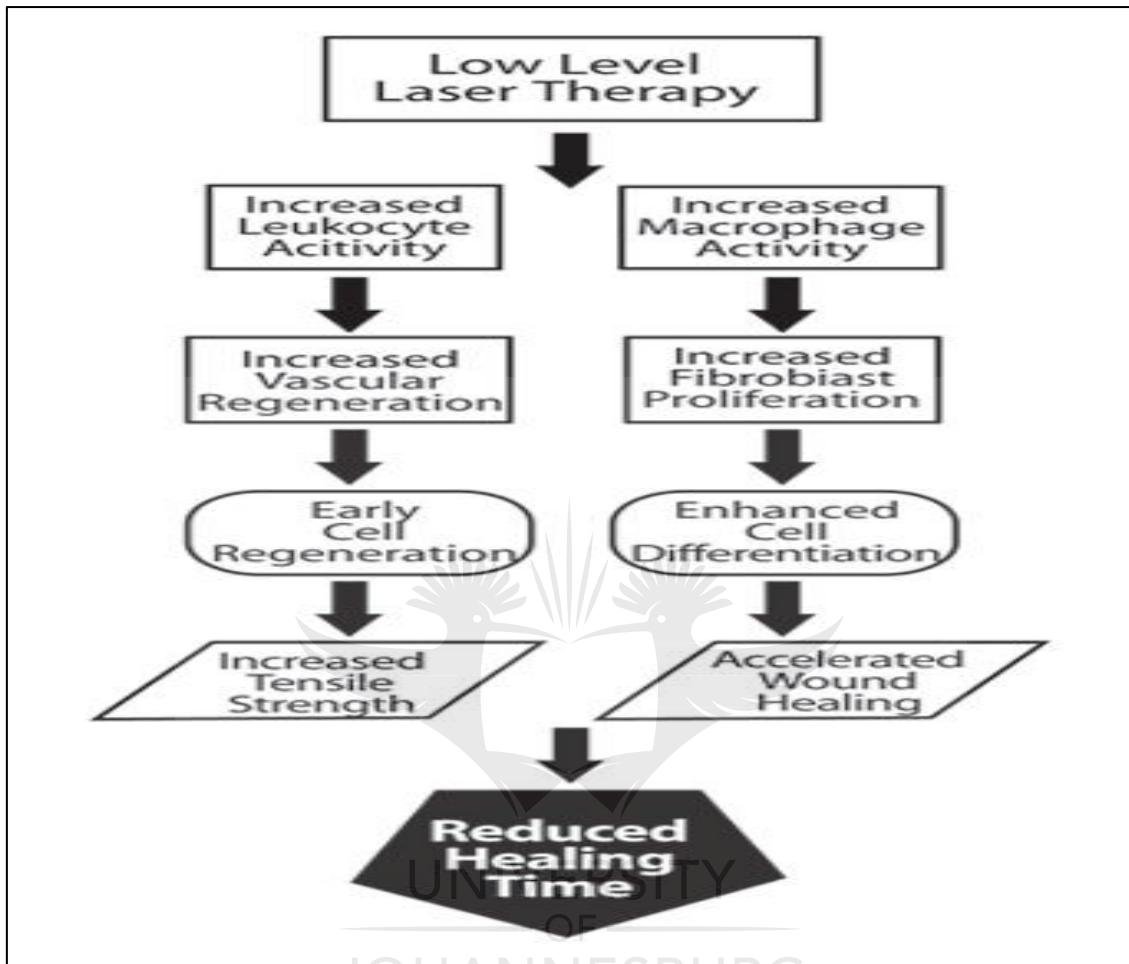 Low Level
Laser Therapy
Increased
Leukocyte
Acitivity
Increased
Macrophage
Activity
Increased
Vascular
Regeneration
Increased
Fibrobiast
Proliferation
Early
Cell
Regeneration
Enhanced
Cell
Differentiation
Increased
Tensile
Strength
Accelerated
Wound
Healing
Reduced
Healing
Time
UNIVERSITY
OF
JOHANNESBURG